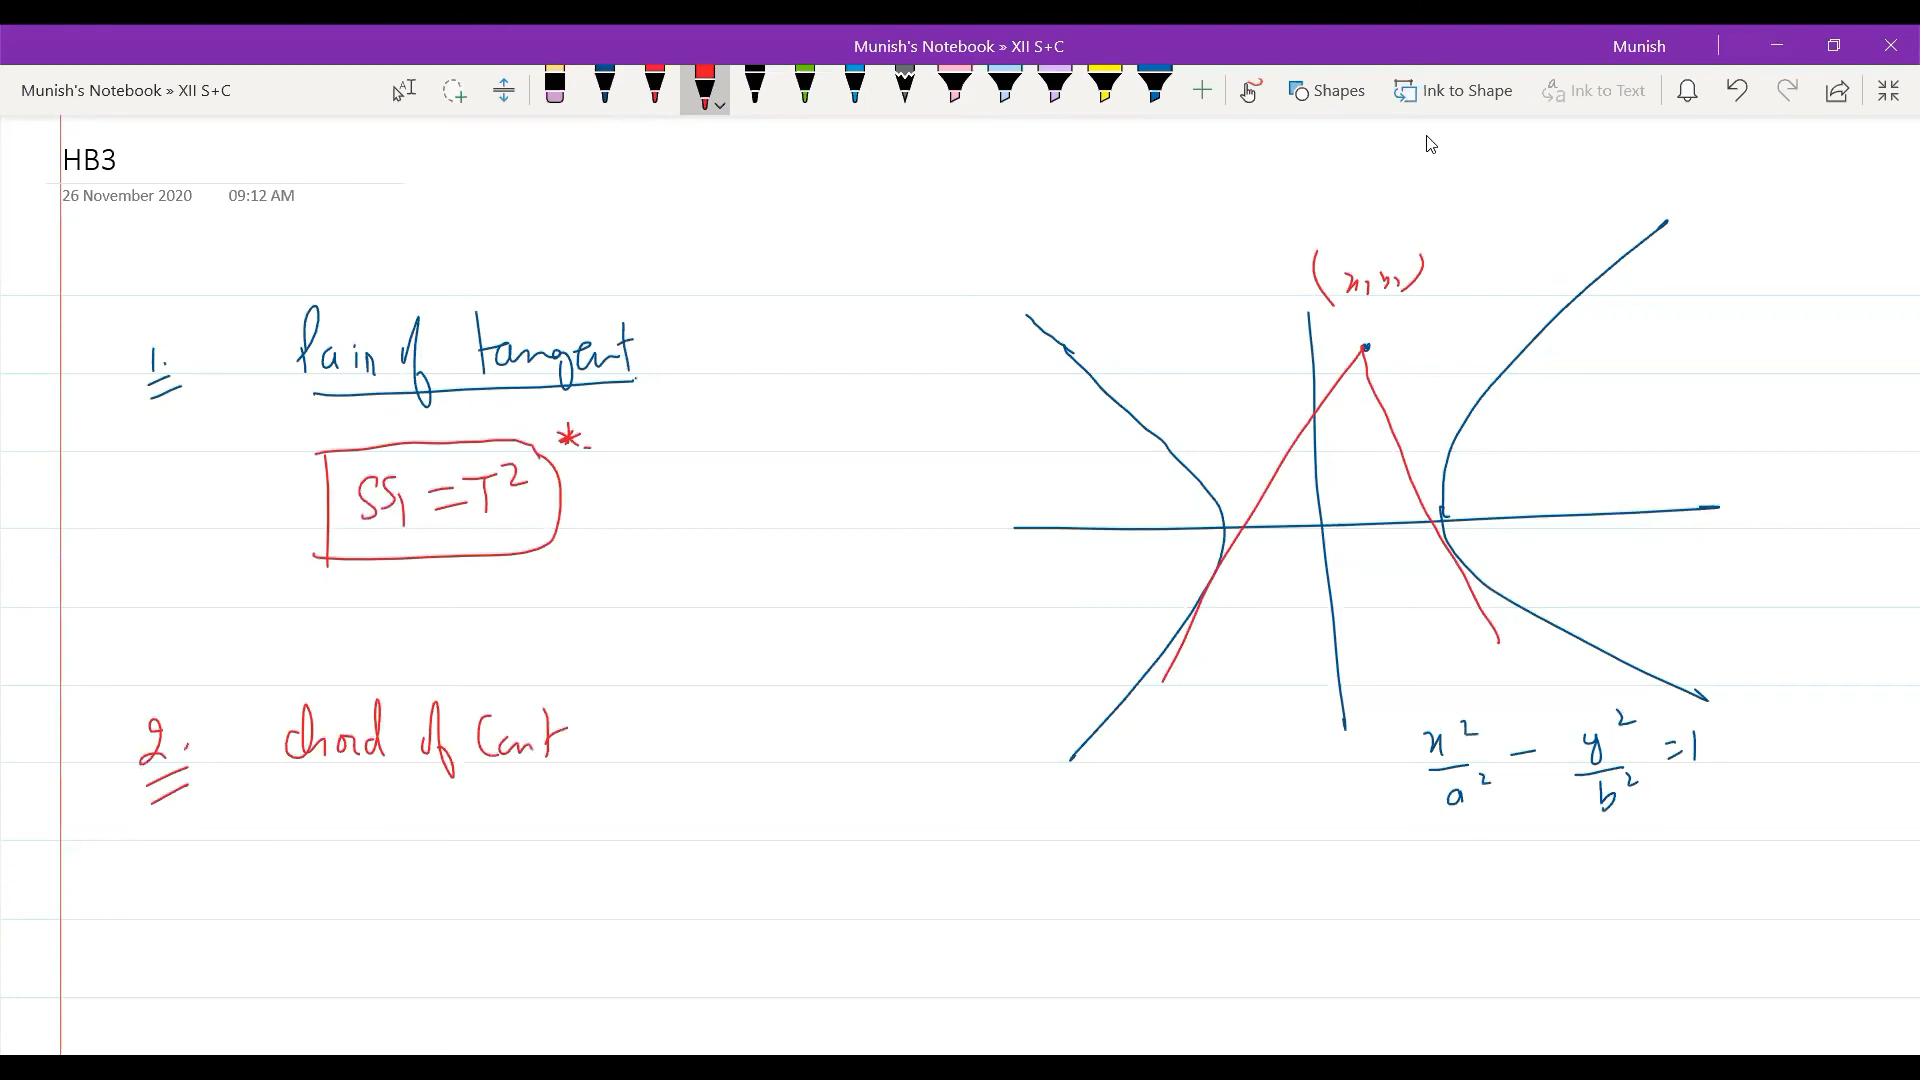 Munish's Notebook » XII S+C
Munish
Munish's Notebook » XII S+C
Shapes
Ink to Shape
Ink to Text
HB3
26 November 2020 09:12 AM
1. Pair of tangent
SS₁ = T² *
2. Chord of Cont
(x₁, y₁)
x²/a² - y²/b² = 1